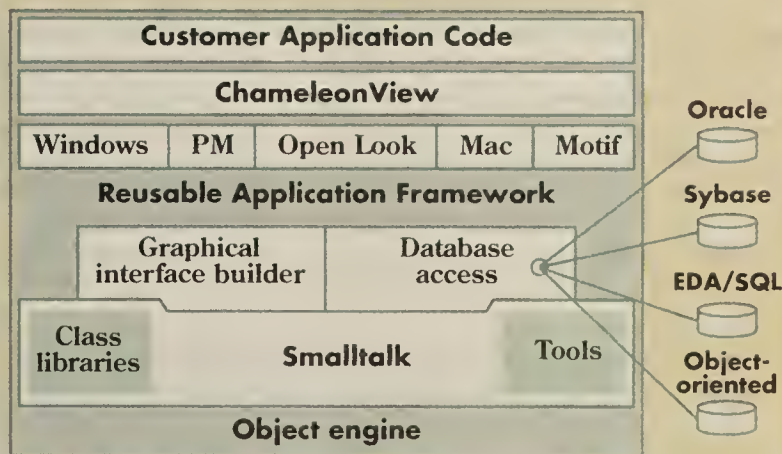 Customer Application Code
ChameleonView
Windows PM Open Look Mac Motif
Reusable Application Framework
Graphical
interface builder
Database
access
Class
libraries
Smalltalk
Tools
Object engine
Oracle
Sybase
EDA/SQL
Object-
oriented